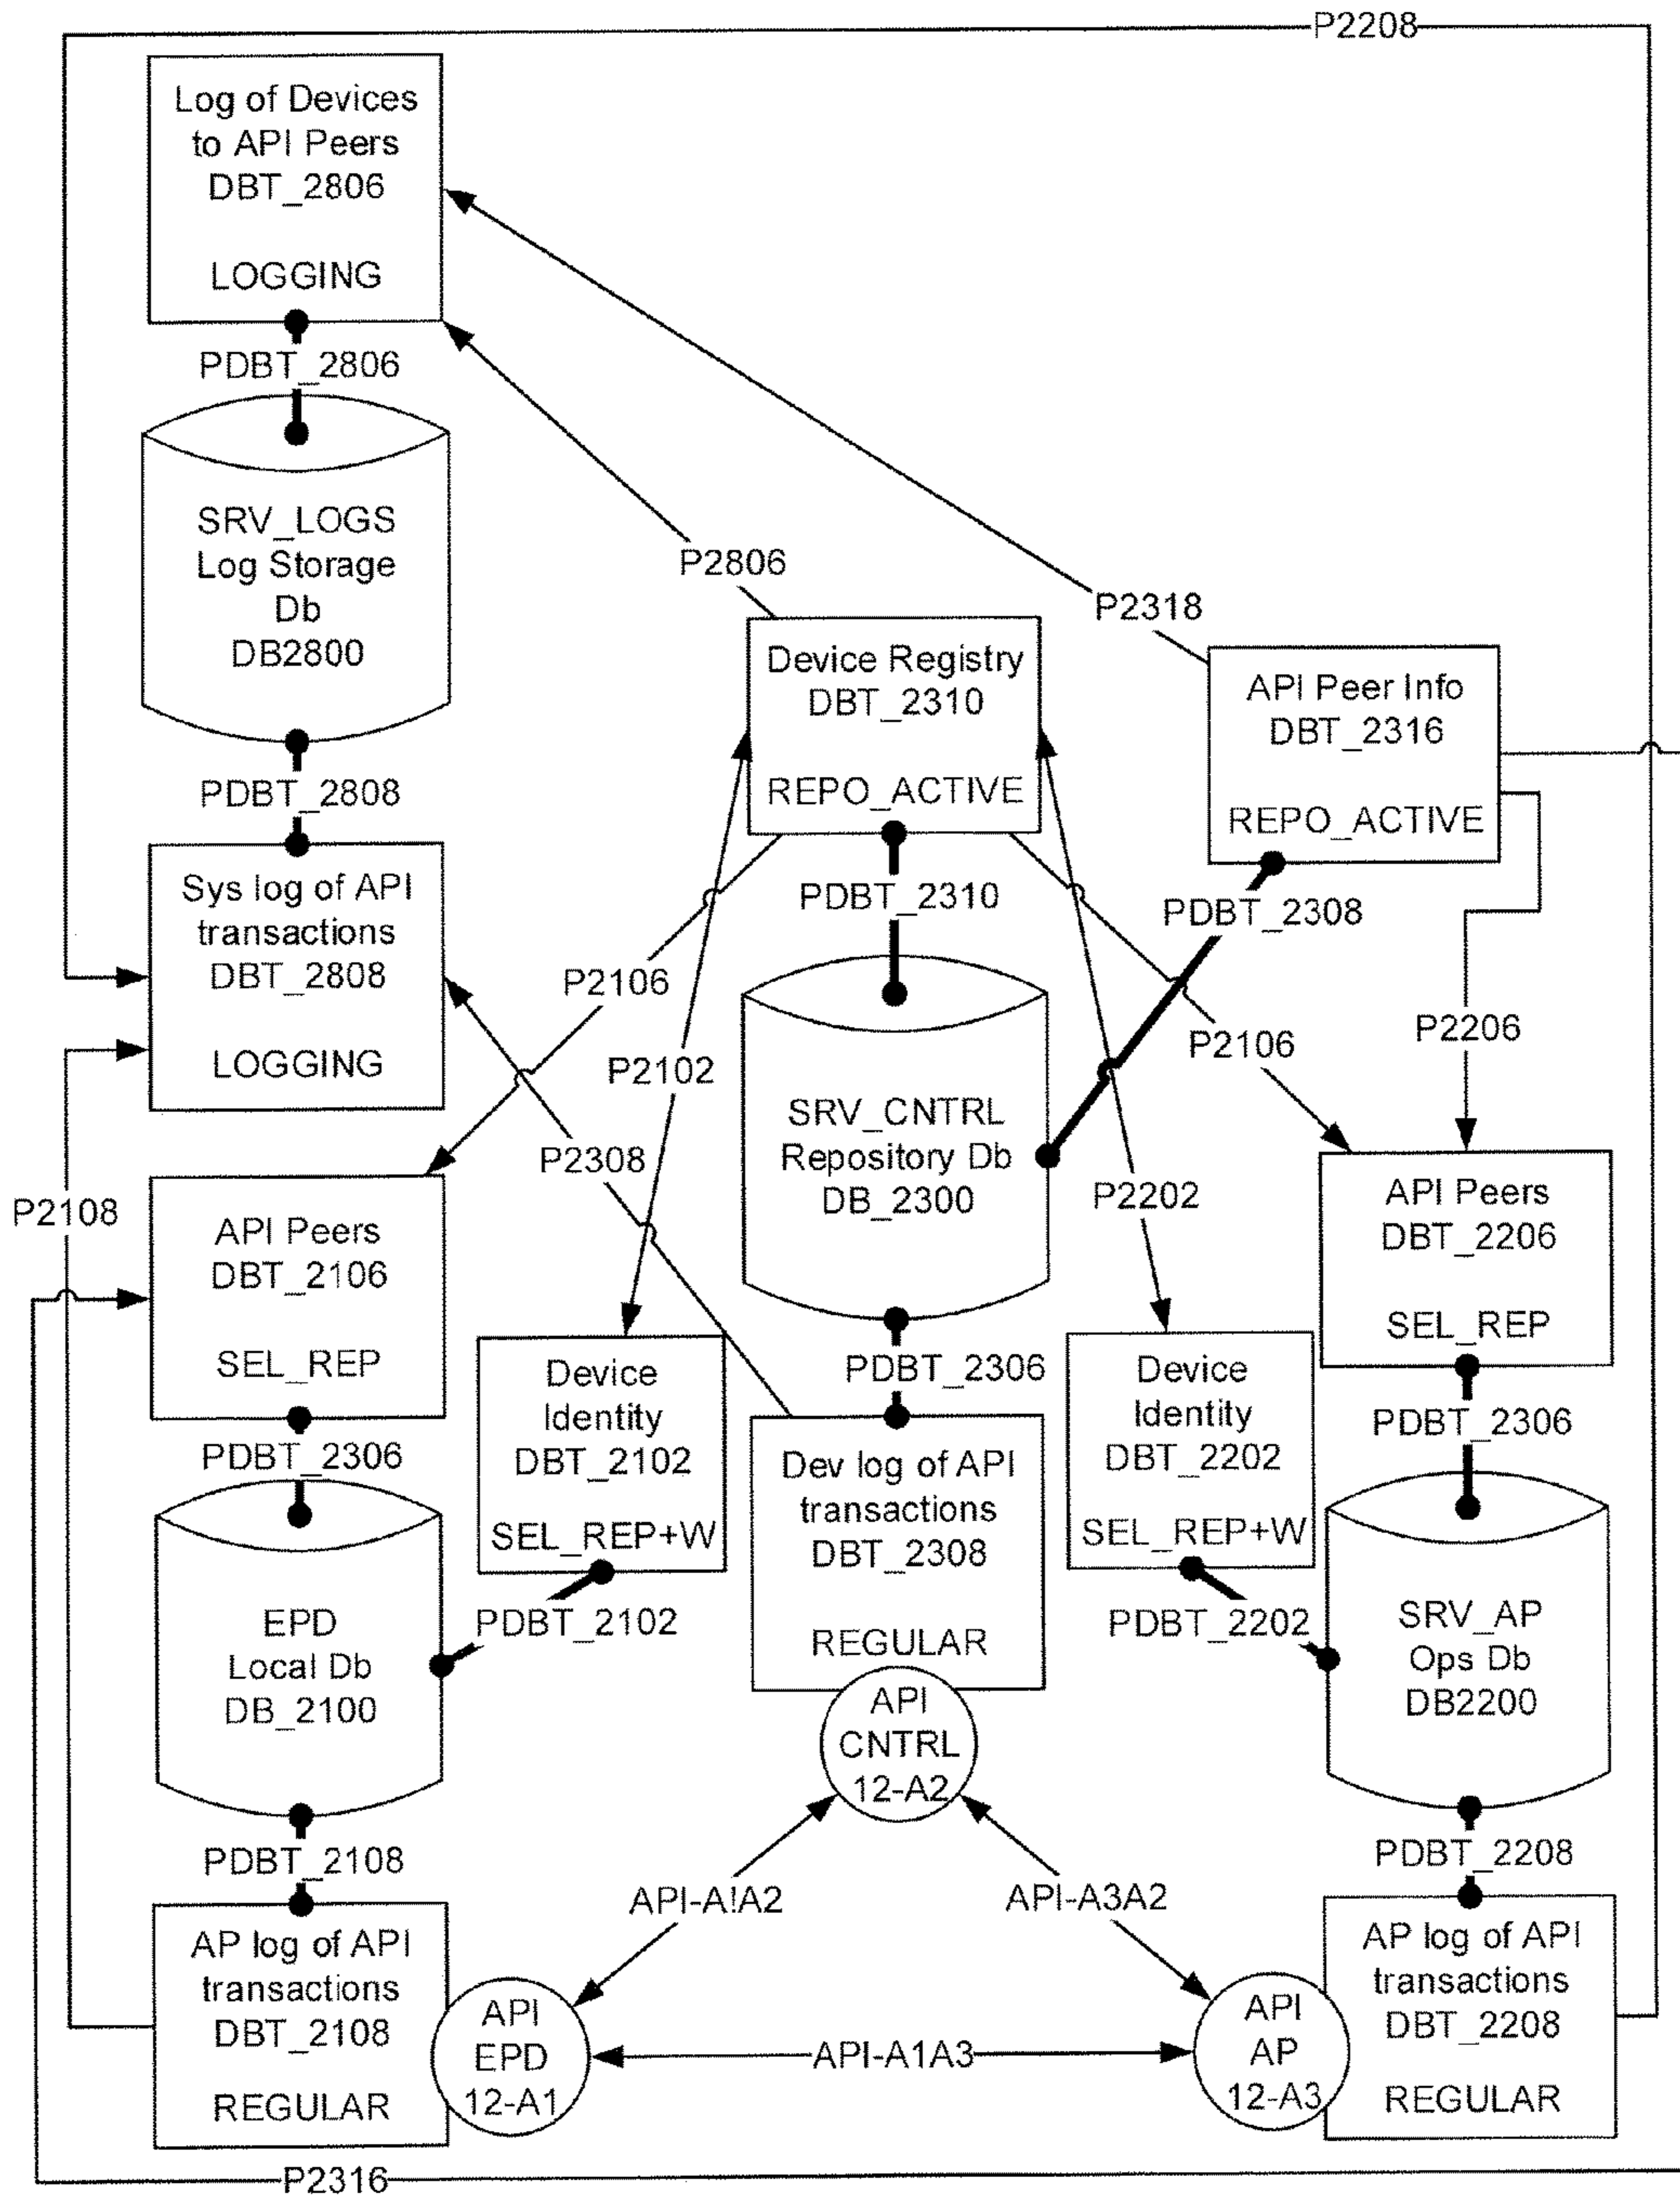 P2208
Log of Devices
to API Peers
DBT_2806
LOGGING
PDBT_2806
SRV_LOGS
Log Storage
Db
DB2800
P2806
P2318
Device Registry
DBT_2310
REPO_ACTIVE
API Peer Info
DBT_2316
REPO_ACTIVE
PDBT_2808
Sys log of API
transactions
DBT_2808
LOGGING
PDBT_2310
PDBT_2308
P2106
P2102
P2106
P2206
SRV_CNTRL
Repository Db
DB_2300
P2308
P2202
P2108
API Peers
DBT_2106
SEL_REP
API Peers
DBT_2206
SEL_REP
PDBT_2306
Device
Identity
DBT_2102
SEL_REP+W
PDBT_2306
Dev log of API
transactions
DBT_2308
REGULAR
Device
Identity
DBT_2202
SEL_REP+W
PDBT_2306
EPD
Local Db
DB_2100
PDBT_2102
PDBT_2202
SRV_AP
Ops Db
DB2200
API
CNTRL
12-A2
PDBT_2108
API-A!A2
API-A3A2
PDBT_2208
AP log of API
transactions
DBT_2108
REGULAR
API
EPD
12-A1
API-A1A3
API
AP
12-A3
AP log of API
transactions
DBT_2208
REGULAR
P2316